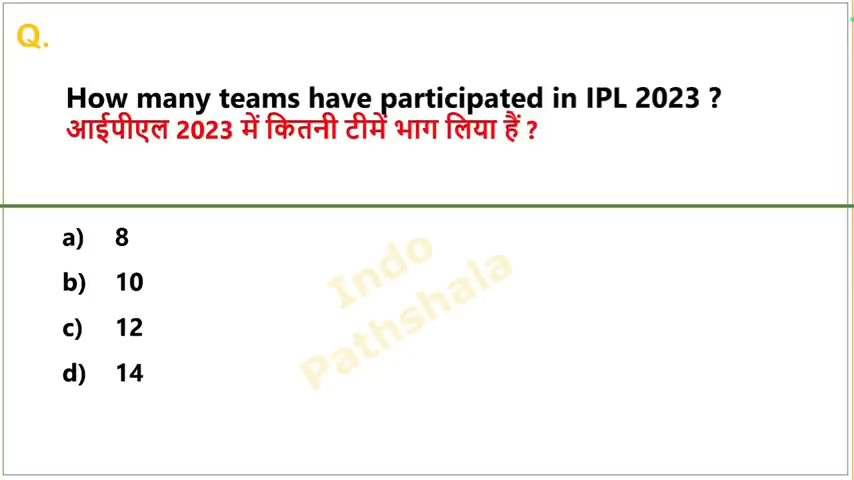 Q.
How many teams have participated in IPL 2023 ?
आईपीएल 2023 में कितनी टीमें भाग लिया हैं ?
a) 8
b) 10
c) 12
d) 14
Indo
Pathshala